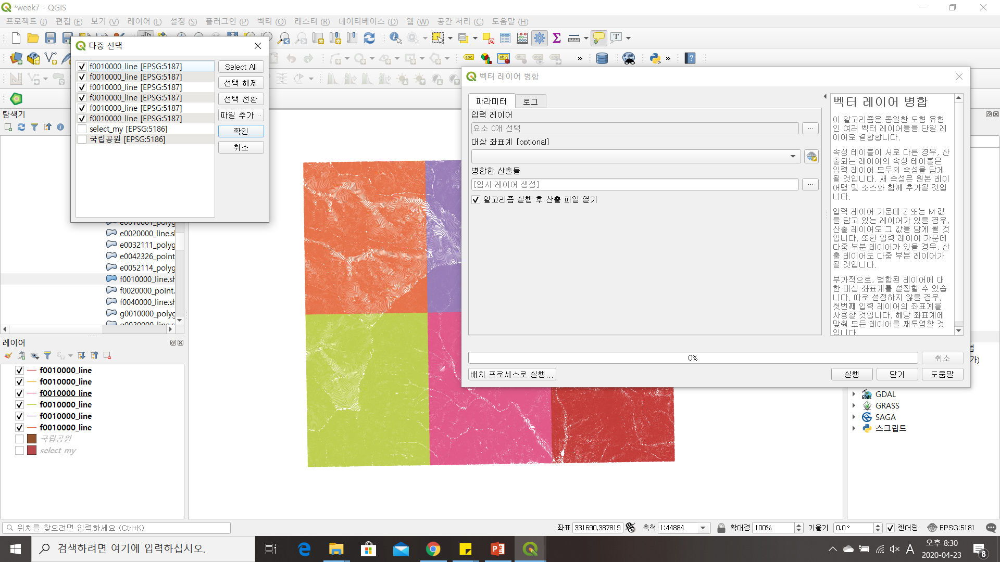 *week7 - QGIS
프로젝트 (J) 편집 (E) 보기 (V) 레이어 (L) 설정 (S) 플러그인 (P) 벡터 (O) 래스터 (R) 데이터베이스 (D) 웹 (W) 공간 처리 (C) 도움말 (H)
다중 선택
f0010000_line [EPSG:5187]
f0010000_line [EPSG:5187]
f0010000_line [EPSG:5187]
f0010000_line [EPSG:5187]
f0010000_line [EPSG:5187]
f0010000_line [EPSG:5187]
select_my [EPSG:5186]
국립공원 [EPSG:5186]
Select All
선택 해제
선택 전환
파일 추가…
확인
취소
탐색기
e0020000_line.sh
e0032111_polyg
e0042326_point
e0052114_polyg
f0010000_line.sh
f0020000_point.
f0040000_line.sh
g0010000_polyg
레이어
f0010000_line
f0010000_line
f0010000_line
f0010000_line
f0010000_line
f0010000_line
국립공원
select_my
벡터 레이어 병합
파라미터
로그
입력 레이어
요소 0개 선택
...
대상 좌표계 [optional]
병합한 산출물
[임시 레이어 생성]
...
알고리즘 실행 후 산출 파일 열기
벡터 레이어 병합
이 알고리즘은 동일한 도형 유형
인 여러 벡터 레이어들을 단일 레
이어로 결합합니다.
속성 테이블이 서로 다른 경우, 산
출되는 레이어의 속성 테이블은
입력 레이어 모두의 속성을 담게
될 것입니다. 새 속성은 원본 레이
어명 및 소스와 함께 추가될 것입
니다.
입력 레이어 가운데 Z 또는 M 값
을 담고 있는 레이어가 있을 경우,
산출 레이어도 그 값을 담게 될 것
입니다. 또한 입력 레이어 가운데
다중 부분 레이어가 있을 경우, 산
출 레이어도 다중 부분 레이어가
될 것입니다.
부가적으로, 병합된 레이어에 대
한 대상 좌표계를 설정할 수 있습
니다. 따로 설정하지 않을 경우,
첫번째 입력 레이어의 좌표계를
사용할 것입니다. 해당 좌표계에
맞춰 모든 레이어를 재투영할 것
입니다
0%
취소
배치 프로세스로 실행...
실행
닫기
도움말
가)
GDAL
GRASS
SAGA
스크립트
위치를 찾으려면 입력하세요 (Ctrl+K)
좌표 331690,387819 축척 1:44884 확대경 100% 기울기 0.0 ° 렌더링 EPSG:5181
검색하려면 여기에 입력하십시오.
A
오후 8:30
2020-04-23
8